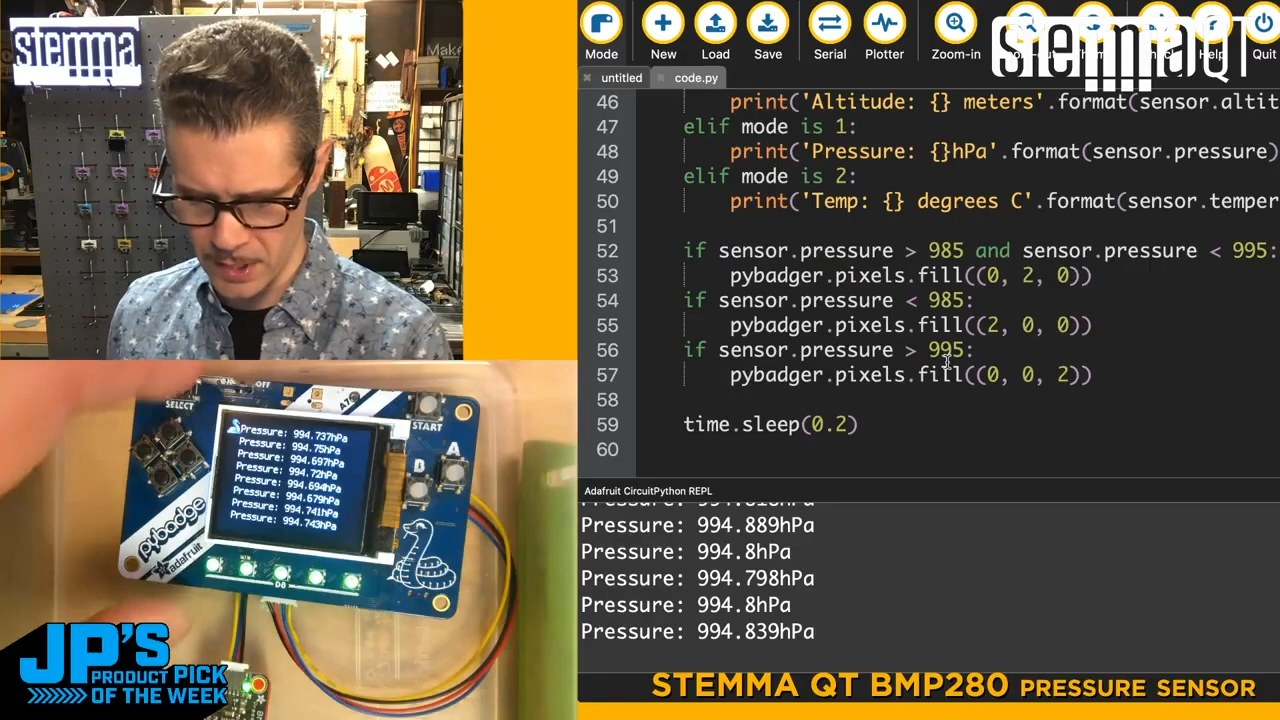 stemma
Make
Mode
New
Load
Save
Serial
Plotter
Zoom-in
Quit
stemma QT
untitled
code.py
46 print('Altitude: {} meters'.format(sensor.altit
47 elif mode is 1:
48 print('Pressure: {}hPa'.format(sensor.pressure)
49 elif mode is 2:
50 print('Temp: {} degrees C'.format(sensor.temper
51
52 if sensor.pressure > 985 and sensor.pressure < 995:
53 pybadger.pixels.fill((0, 2, 0))
54 if sensor.pressure < 985:
55 pybadger.pixels.fill((2, 0, 0))
56 if sensor.pressure > 995:
57 pybadger.pixels.fill((0, 0, 2))
58
59 time.sleep(0.2)
60
Adafruit CircuitPython REPL
Pressure: 994.889hPa
Pressure: 994.8hPa
Pressure: 994.798hPa
Pressure: 994.8hPa
Pressure: 994.839hPa
SELECT
OFF
START
A
B
Pressure: 994.737hPa
Pressure: 994.75hPa
Pressure: 994.697hPa
Pressure: 994.72hPa
Pressure: 994.694hPa
Pressure: 994.679hPa
Pressure: 994.741hPa
Pressure: 994.743hPa
pybadge
adafruit
D8
JP'S
PRODUCT PICK
OF THE WEEK
STEMMA QT BMP280 PRESSURE SENSOR